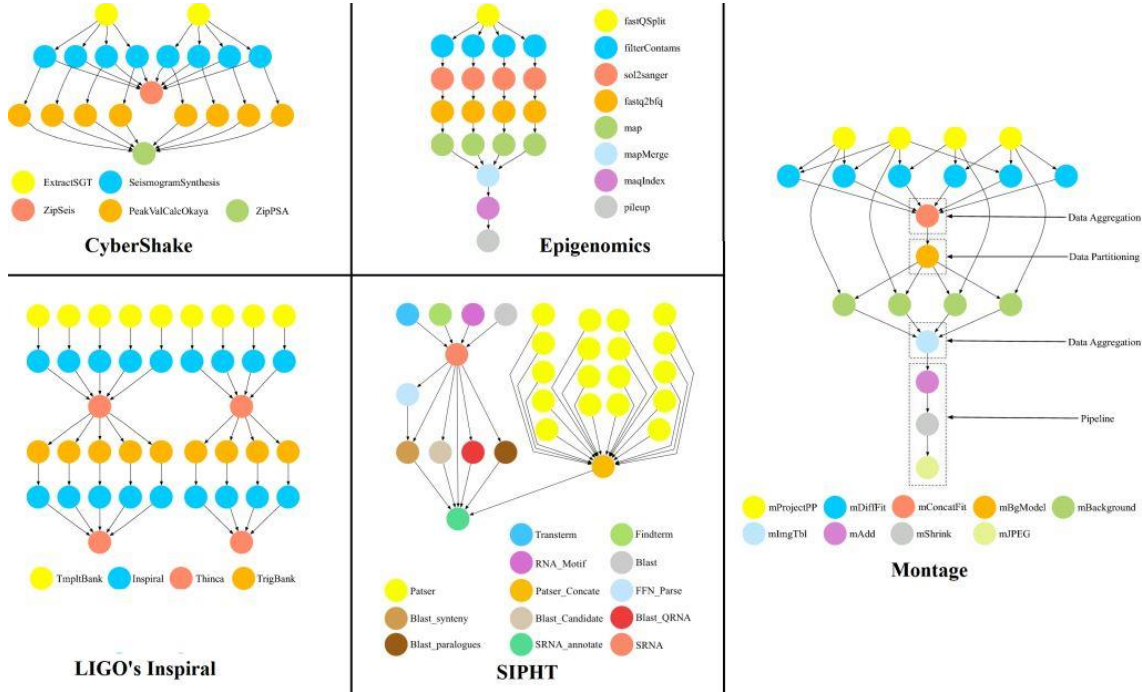 ExtractSGT SeismogramSynthesis
ZipSeis PeakValCalcOkaya ZipPSA
CyberShake
fastQSplit
filterContams
sol2sanger
fastq2bfq
map
mapMerge
maqIndex
pileup
Epigenomics
TmpltBank Inspiral Thinca TrigBank
LIGO's Inspiral
Transterm Findterm
RNA_Motif Blast
Patser Patser_Concate FFN_Parse
Blast_synteny Blast_Candidate Blast_QRNA
Blast_paralogues SRNA_annotate SRNA
SIPHT
Data Aggregation
Data Partitioning
Data Aggregation
Pipeline
mProjectPP mDiffFit mConcatFit mBgModel mBackground
mImgTbl mAdd mShrink mJPEG
Montage